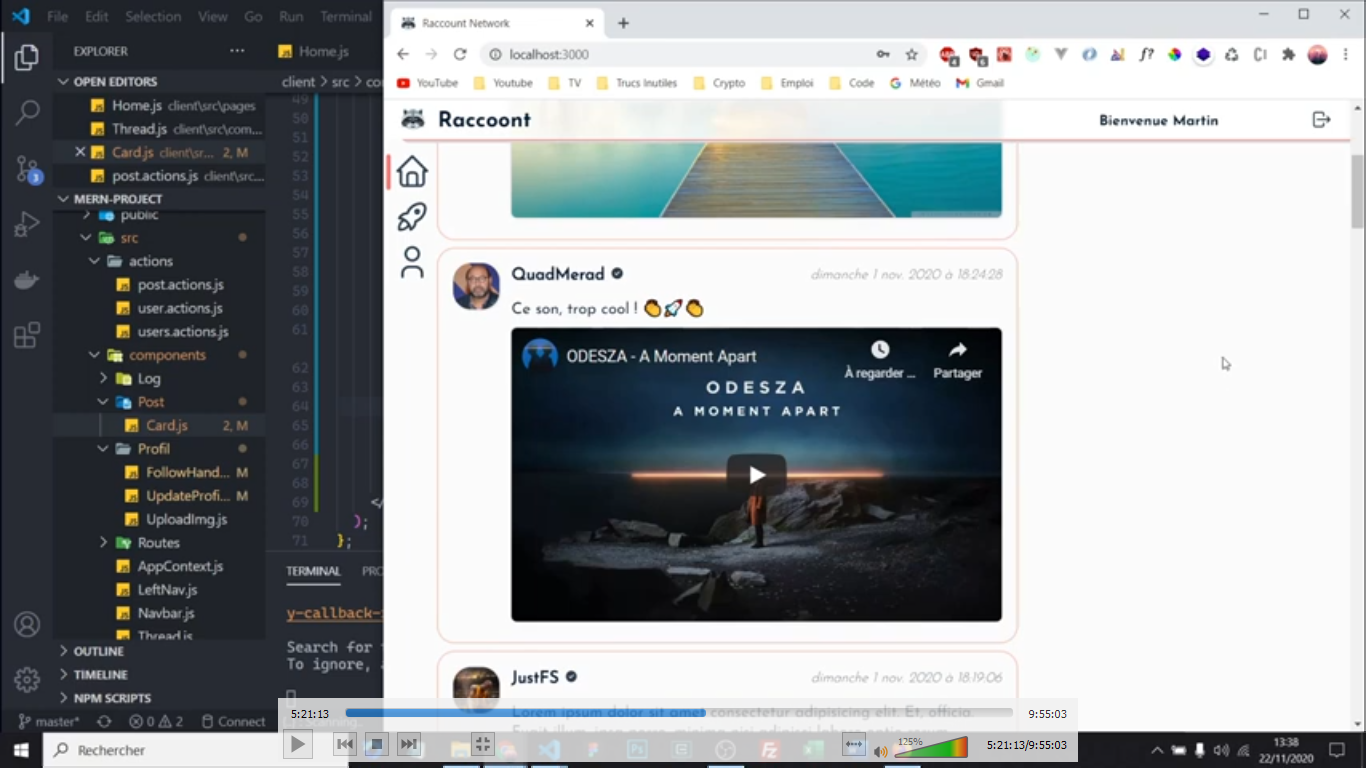 File Edit Selection View Go Run Terminal
EXPLORER
OPEN EDITORS
Home.js client\src\pages
Thread.js client\src\com...
Card.js client\sr... 2, M
post.actions.js client\src...
MERN-PROJECT
public
src
actions
post.actions.js
user.actions.js
users.actions.js
components
Log
Post
Card.js 2, M
Profil
FollowHand... M
UpdateProfi... M
UploadImg.js
Routes
AppContext.js
LeftNav.js
Navbar.js
Thread.js
OUTLINE
TIMELINE
NPM SCRIPTS
master* 0 2 Connect
3
Home.js
client > src > co
49
50
51
52
53
54
55
56
57
58
59
60
61
62
63
64
65
66
67
68
69 </
70 );
71 };
TERMINAL PRO
y-callback-
Search for
To ignore,
Raccount Network
localhost:3000
YouTube Youtube TV Trucs Inutiles Crypto Emploi Code Météo Gmail
Raccoont
Bienvenue Martin
QuadMerad
dimanche 1 nov. 2020 à 18:24:28
Ce son, trop cool ! 👏🚀👏
ODESZA - A Moment Apart
À regarder ...
Partager
ODESZA
A MOMENT APART
JustFS
dimanche 1 nov. 2020 à 18:19:06
Lorem ipsum dolor sit amet consectetur adipisicing elit. Et, officia
5:21:13
9:55:03
125%
5:21:13/9:55:03
Rechercher
13:38
22/11/2020